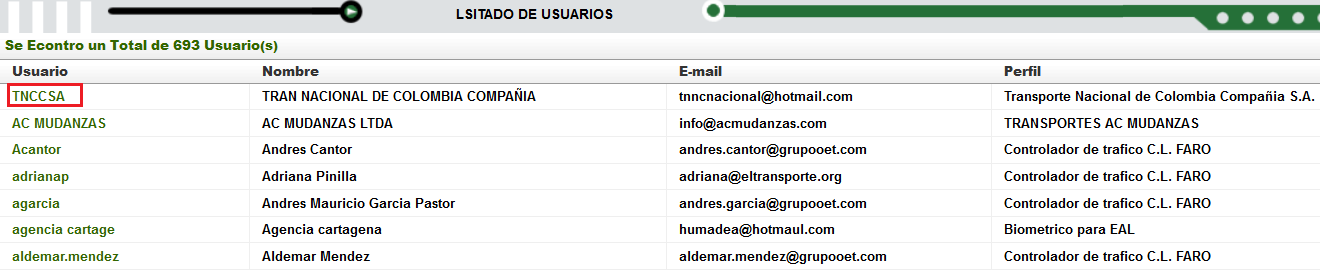 LSITADO DE USUARIOS
Se Econtro un Total de 693 Usuario(s)
Usuario Nombre E-mail Perfil
TNCCSA TRAN NACIONAL DE COLOMBIA COMPAÑIA tnncnacional@hotmail.com Transporte Nacional de Colombia Compañia S.A.
AC MUDANZAS AC MUDANZAS LTDA info@acmudanzas.com TRANSPORTES AC MUDANZAS
Acantor Andres Cantor andres.cantor@grupooet.com Controlador de trafico C.L. FARO
adrianap Adriana Pinilla adriana@eltransporte.org Controlador de trafico C.L. FARO
agarcia Andres Mauricio Garcia Pastor andres.garcia@grupooet.com Controlador de trafico C.L. FARO
agencia cartage Agencia cartagena humadea@hotmaul.com Biometrico para EAL
aldemar.mendez Aldemar Mendez aldemar.mendez@grupooet.com Controlador de trafico C.L. FARO